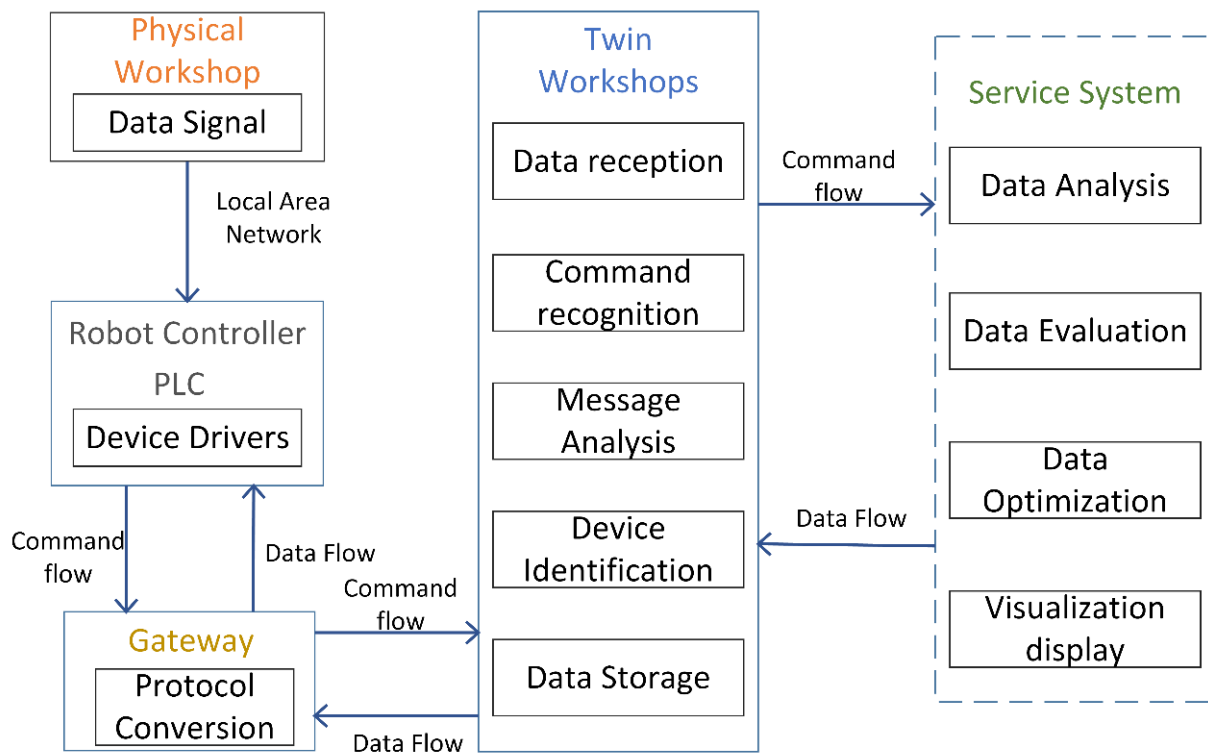 Physical
Workshop
Data Signal
Local Area
Network
Robot Controller
PLC
Device Drivers
Command
flow
Data Flow
Gateway
Protocol
Conversion
Command
flow
Data Flow
Twin
Workshops
Data reception
Command
recognition
Message
Analysis
Device
Identification
Data Storage
Command
flow
Data Flow
Service System
Data Analysis
Data Evaluation
Data
Optimization
Visualization
display